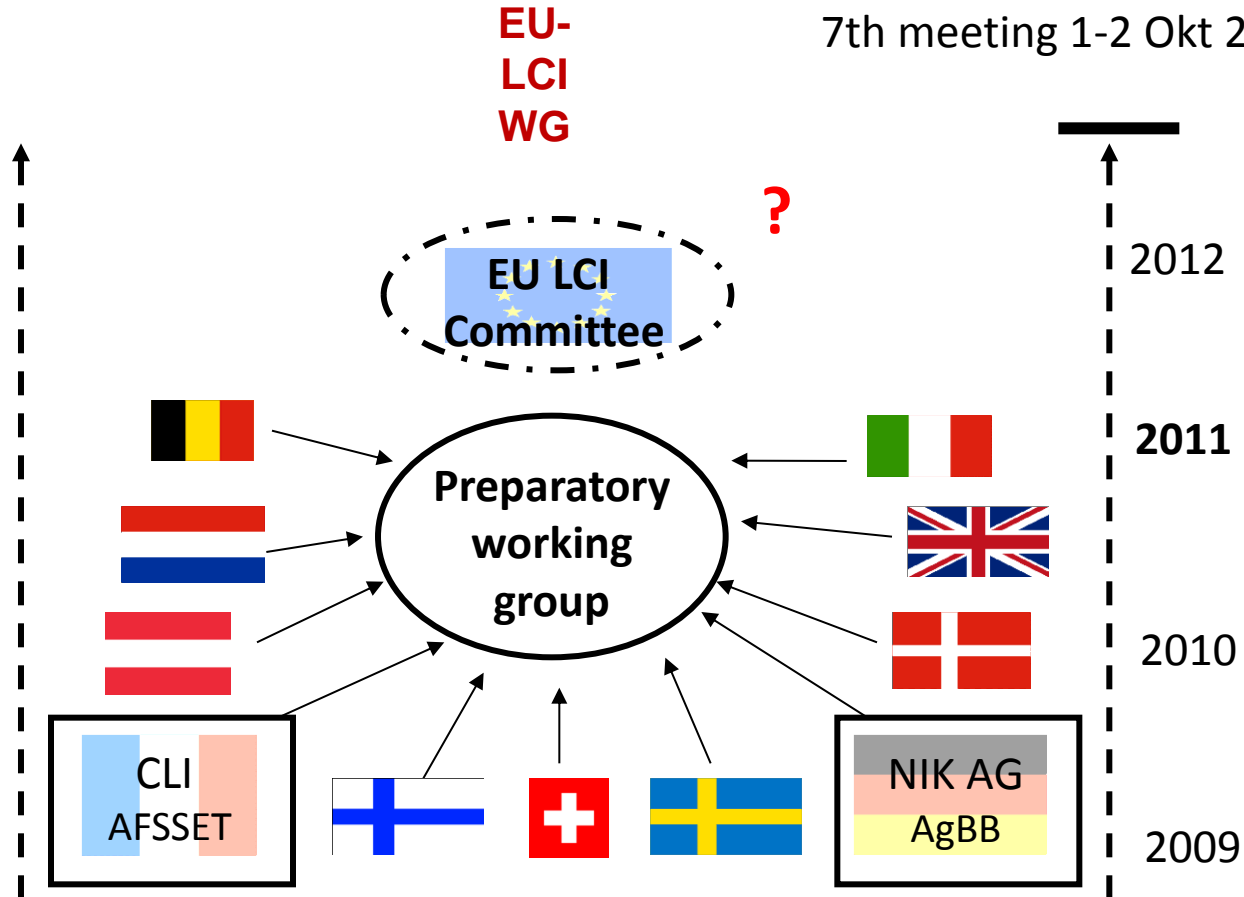 EU-
LCI
WG
7th meeting 1-2 Okt 2
?
EU LCI
Committee
2012
2011
Preparatory
working
group
2010
CLI
AFSSET
NIK AG
AgBB
2009